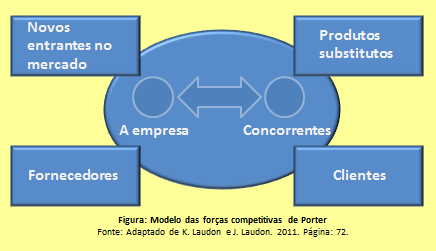 Novos
entrantes no
mercado
Produtos
substitutos
A empresa
Concorrentes
Fornecedores
Clientes
Figura: Modelo das forças competitivas de Porter
Fonte: Adaptado de K. Laudon e J. Laudon. 2011. Página: 72.